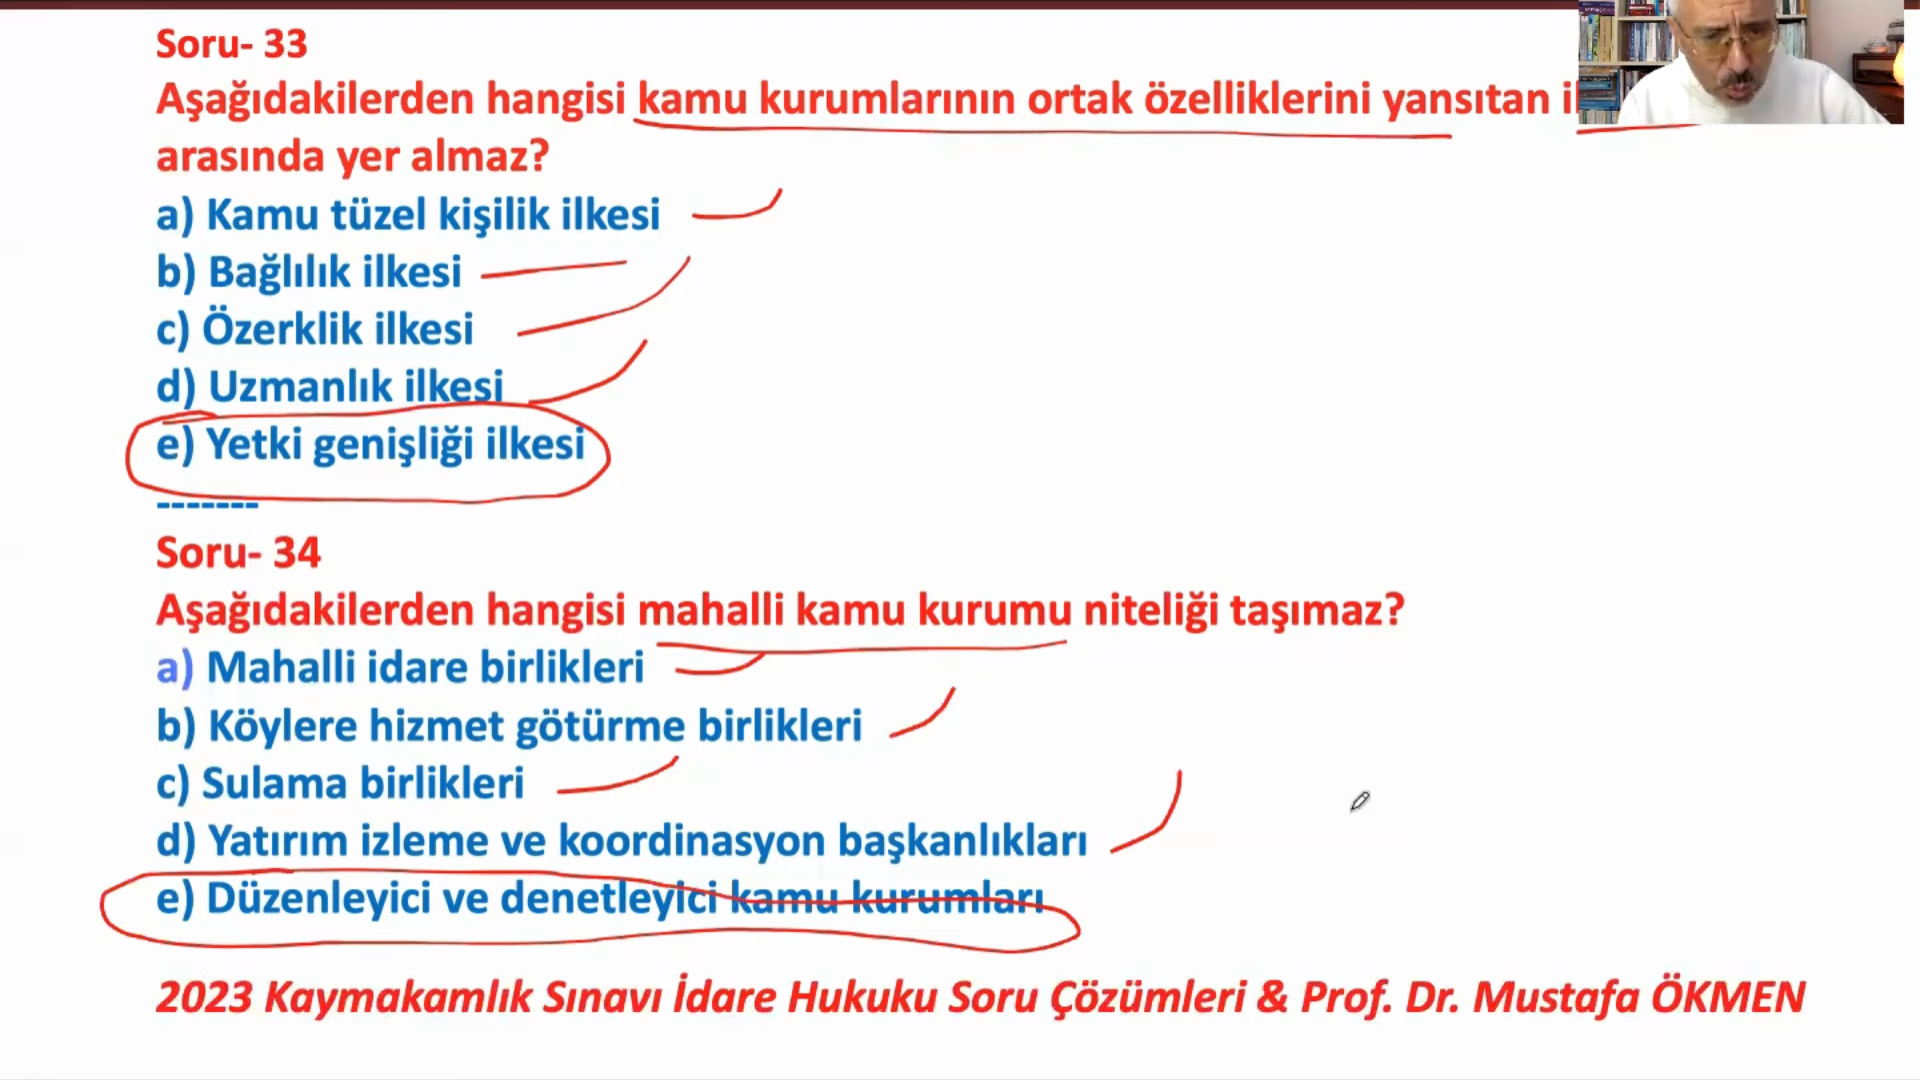 Soru- 33
Aşağıdakilerden hangisi kamu kurumlarının ortak özelliklerini yansıtan
arasında yer almaz?
a) Kamu tüzel kişilik ilkesi
b) Bağlılık ilkesi
c) Özerklik ilkesi
d) Uzmanlık ilkesi
e) Yetki genişliği ilkesi
-------
Soru- 34
Aşağıdakilerden hangisi mahalli kamu kurumu niteliği taşımaz?
a) Mahalli idare birlikleri
b) Köylere hizmet götürme birlikleri
c) Sulama birlikleri
d) Yatırım izleme ve koordinasyon başkanlıkları
e) Düzenleyici ve denetleyici kamu kurumları
2023 Kaymakamlık Sınavı İdare Hukuku Soru Çözümleri & Prof. Dr. Mustafa ÖKMEN